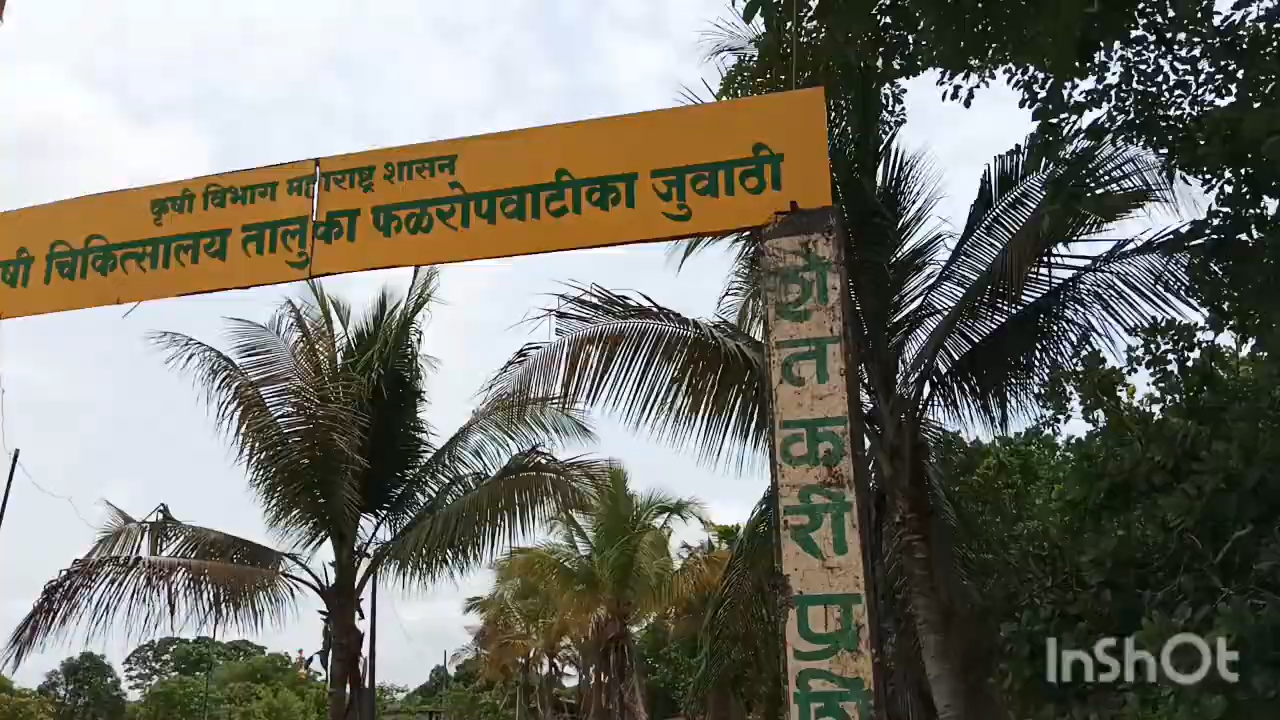 कृषी विभाग महाराष्ट्र शासन
षी चिकित्सालय तालुका फळरोपवाटीका जुवाठी
शे
त
क
री
प्र
शि
InShOt